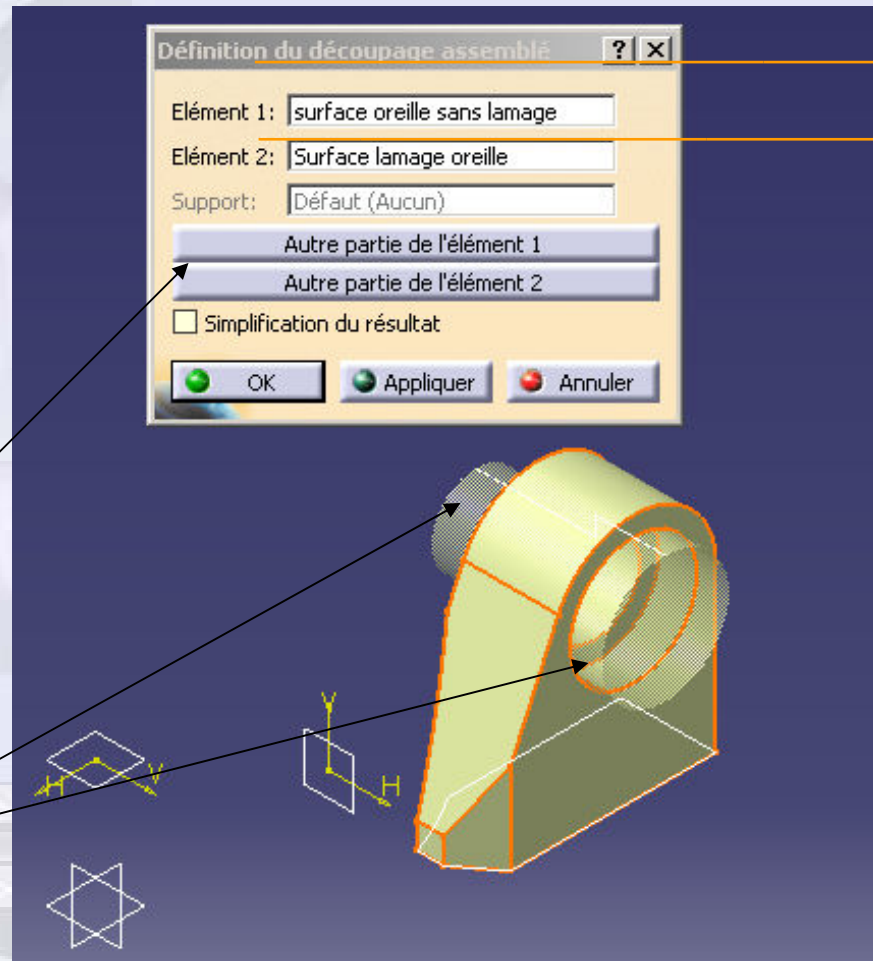 Définition du découpage assemblé ? X
Elément 1: surface oreille sans lamage
Elément 2: Surface lamage oreille
Support: Défaut (Aucun)
Autre partie de l'élément 1
Autre partie de l'élément 2
Simplification du résultat
OK Appliquer Annuler
V
H V H